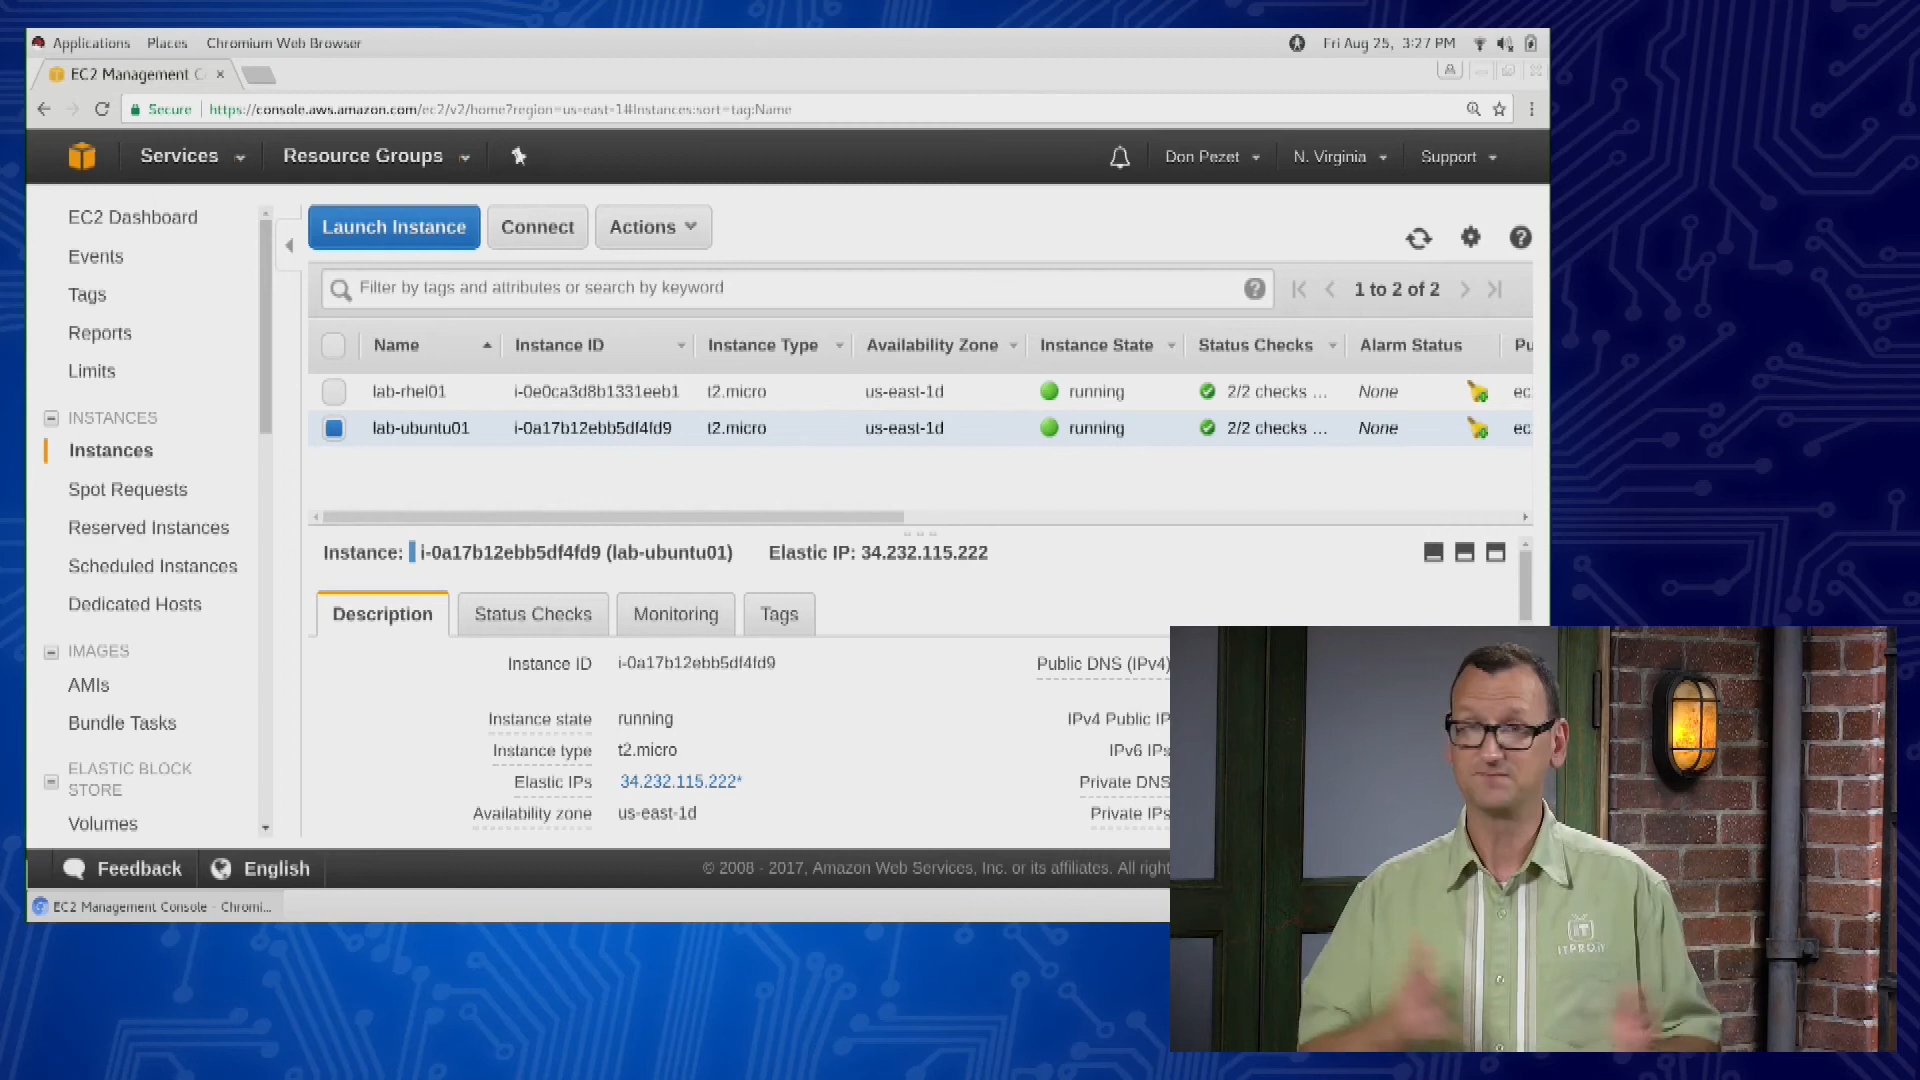 Applications Places Chromium Web Browser Fri Aug 25, 3:27 PM
EC2 Management C
Secure https://console.aws.amazon.com/ec2/v2/home?region=us-east-1#Instances:sort=tag:Name
Services Resource Groups Don Pezet N. Virginia Support
EC2 Dashboard
Events
Tags
Reports
Limits
INSTANCES
Instances
Spot Requests
Reserved Instances
Scheduled Instances
Dedicated Hosts
IMAGES
AMIs
Bundle Tasks
ELASTIC BLOCK
STORE
Volumes
Launch Instance Connect Actions
Filter by tags and attributes or search by keyword 1 to 2 of 2
Name Instance ID Instance Type Availability Zone Instance State Status Checks Alarm Status Pu
lab-rhel01 i-0e0ca3d8b1331eeb1 t2.micro us-east-1d running 2/2 checks ... None ec
lab-ubuntu01 i-0a17b12ebb5df4fd9 t2.micro us-east-1d running 2/2 checks ... None ec
Instance: i-0a17b12ebb5df4fd9 (lab-ubuntu01) Elastic IP: 34.232.115.222
Description Status Checks Monitoring Tags
Instance ID i-0a17b12ebb5df4fd9 Public DNS (IPv4)
Instance state running IPv4 Public IP
Instance type t2.micro IPv6 IPs
Elastic IPs 34.232.115.222* Private DNS
Availability zone us-east-1d Private IPs
Feedback English © 2008 - 2017, Amazon Web Services, Inc. or its affiliates. All right
EC2 Management Console - Chromi...
IT
ITPRO.TV